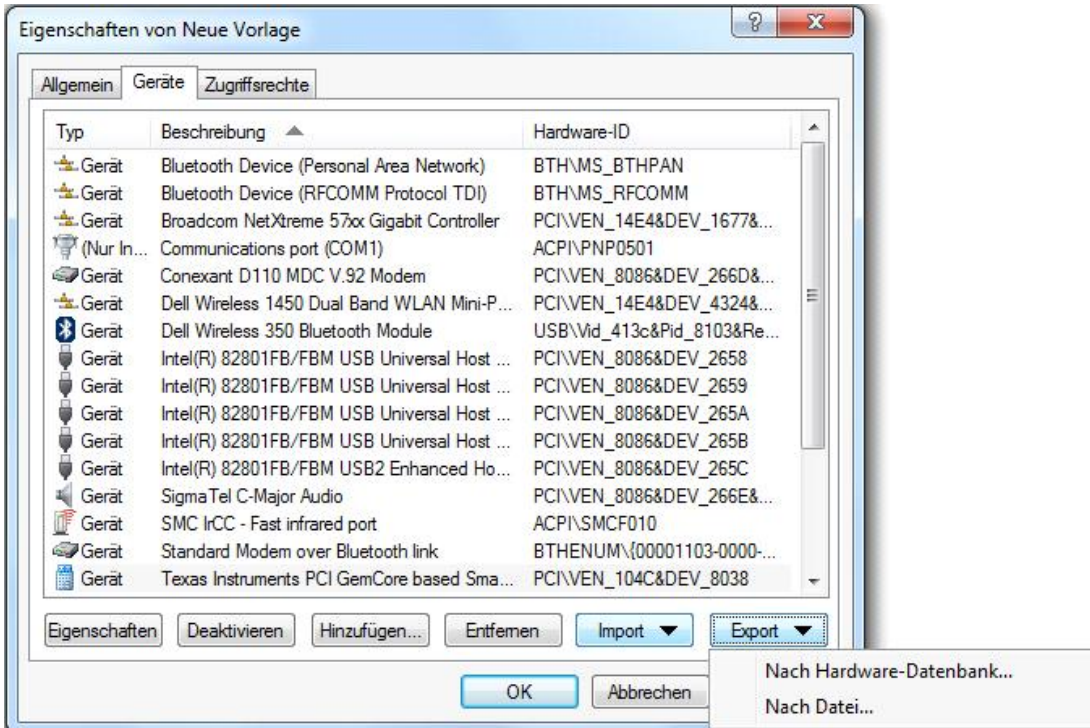 Eigenschaften von Neue Vorlage
Allgemein Geräte Zugriffsrechte
Typ Beschreibung Hardware-ID
Gerät Bluetooth Device (Personal Area Network) BTH\MS_BTHPAN
Gerät Bluetooth Device (RFCOMM Protocol TDI) BTH\MS_RFCOMM
Gerät Broadcom NetXtreme 57xx Gigabit Controller PCI\VEN_14E4&DEV_1677&...
(Nur In... Communications port (COM1) ACPI\PNP0501
Gerät Conexant D110 MDC V.92 Modem PCI\VEN_8086&DEV_266D&...
Gerät Dell Wireless 1450 Dual Band WLAN Mini-P... PCI\VEN_14E4&DEV_4324&...
Gerät Dell Wireless 350 Bluetooth Module USB\Vid_413c&Pid_8103&Re...
Gerät Intel(R) 82801FB/FBM USB Universal Host ... PCI\VEN_8086&DEV_2658
Gerät Intel(R) 82801FB/FBM USB Universal Host ... PCI\VEN_8086&DEV_2659
Gerät Intel(R) 82801FB/FBM USB Universal Host ... PCI\VEN_8086&DEV_265A
Gerät Intel(R) 82801FB/FBM USB Universal Host ... PCI\VEN_8086&DEV_265B
Gerät Intel(R) 82801FB/FBM USB2 Enhanced Ho... PCI\VEN_8086&DEV_265C
Gerät SigmaTel C-Major Audio PCI\VEN_8086&DEV_266E&...
Gerät SMC IrCC - Fast infrared port ACPI\SMCF010
Gerät Standard Modem over Bluetooth link BTHENUM\{00001103-0000-...
Gerät Texas Instruments PCI GemCore based Sma... PCI\VEN_104C&DEV_8038
Eigenschaften Deaktivieren Hinzufügen... Entfernen Import Export
Nach Hardware-Datenbank...
OK Abbrechen
Nach Datei...